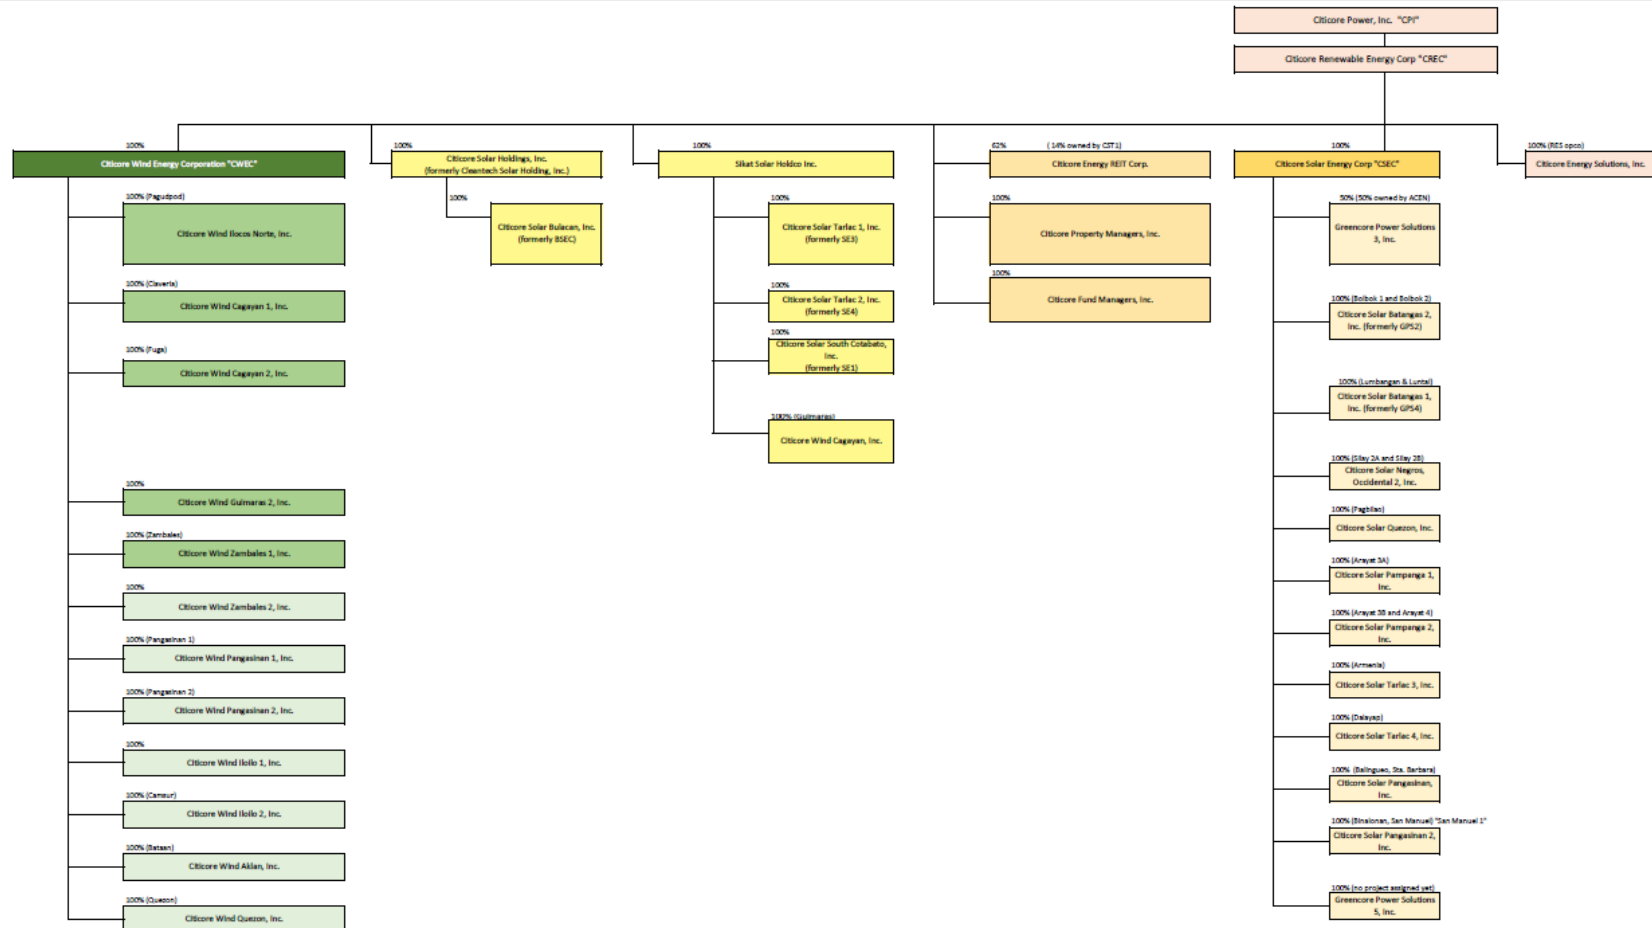 Citicore Power, Inc. "CPI"
Citicore Renewable Energy Corp "CREC"
100%
Citicore Wind Energy Corporation "CWEC"
100% (Pagudpod)
Citicore Wind Ilocos Norte, Inc.
100% (Claveria)
Citicore Wind Cagayan 1, Inc.
100% (Fuga)
Citicore Wind Cagayan 2, Inc.
100%
Citicore Wind Guimaras 2, Inc.
100% (Zambales)
Citicore Wind Zambales 1, Inc.
100%
Citicore Wind Zambales 2, Inc.
100% (Pangasinan 1)
Citicore Wind Pangasinan 1, Inc.
100% (Pangasinan 2)
Citicore Wind Pangasinan 2, Inc.
100%
Citicore Wind Iloilo 1, Inc.
100% (Camsur)
Citicore Wind Iloilo 2, Inc.
100% (Bataan)
Citicore Wind Aklan, Inc.
100% (Quezon)
Citicore Wind Quezon, Inc.
100%
Citicore Solar Holdings, Inc.
(formerly Cleantech Solar Holding, Inc.)
100%
Citicore Solar Bulacan, Inc.
(formerly BSEC)
100%
Sikat Solar Holdco Inc.
100%
Citicore Solar Tarlac 1, Inc.
(formerly SE3)
100%
Citicore Solar Tarlac 2, Inc.
(formerly SE4)
100%
Citicore Solar South Cotabato,
Inc.
(formerly SE1)
100% (Guimaras)
Citicore Wind Cagayan, Inc.
62% ( 14% owned by CST1)
Citicore Energy REIT Corp.
100%
Citicore Property Managers, Inc.
100%
Citicore Fund Managers, Inc.
100%
Citicore Solar Energy Corp "CSEC"
50% (50% owned by ACEN)
Greencore Power Solutions
3, Inc.
100% (Bolbok 1 and Bolbok 2)
Citicore Solar Batangas 2,
Inc. (formerly GPS2)
100% (Lumbangan & Luntal)
Citicore Solar Batangas 1,
Inc. (formerly GPS4)
100% (Silay 2A and Silay 2B)
Citicore Solar Negros,
Occidental 2, Inc.
100% (Pagbilao)
Citicore Solar Quezon, Inc.
100% (Arayat 3A)
Citicore Solar Pampanga 1,
Inc.
100% (Arayat 3B and Arayat 4)
Citicore Solar Pampanga 2,
Inc.
100% (Armenia)
Citicore Solar Tarlac 3, Inc.
100% (Dalayap)
Citicore Solar Tarlac 4, Inc.
100% (Balingueo, Sta. Barbara)
Citicore Solar Pangasinan,
Inc.
100% (Binalonan, San Manuel) "San Manuel 1"
Citicore Solar Pangasinan 2,
Inc.
100% (no project assigned yet)
Greencore Power Solutions
5, Inc.
100% (RES opco)
Citicore Energy Solutions, Inc.